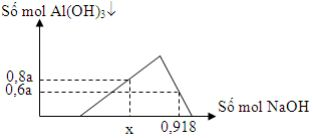 Số mol Al(OH)₃↓
0,8a
0,6a
Số mol NaOH
x
0,918